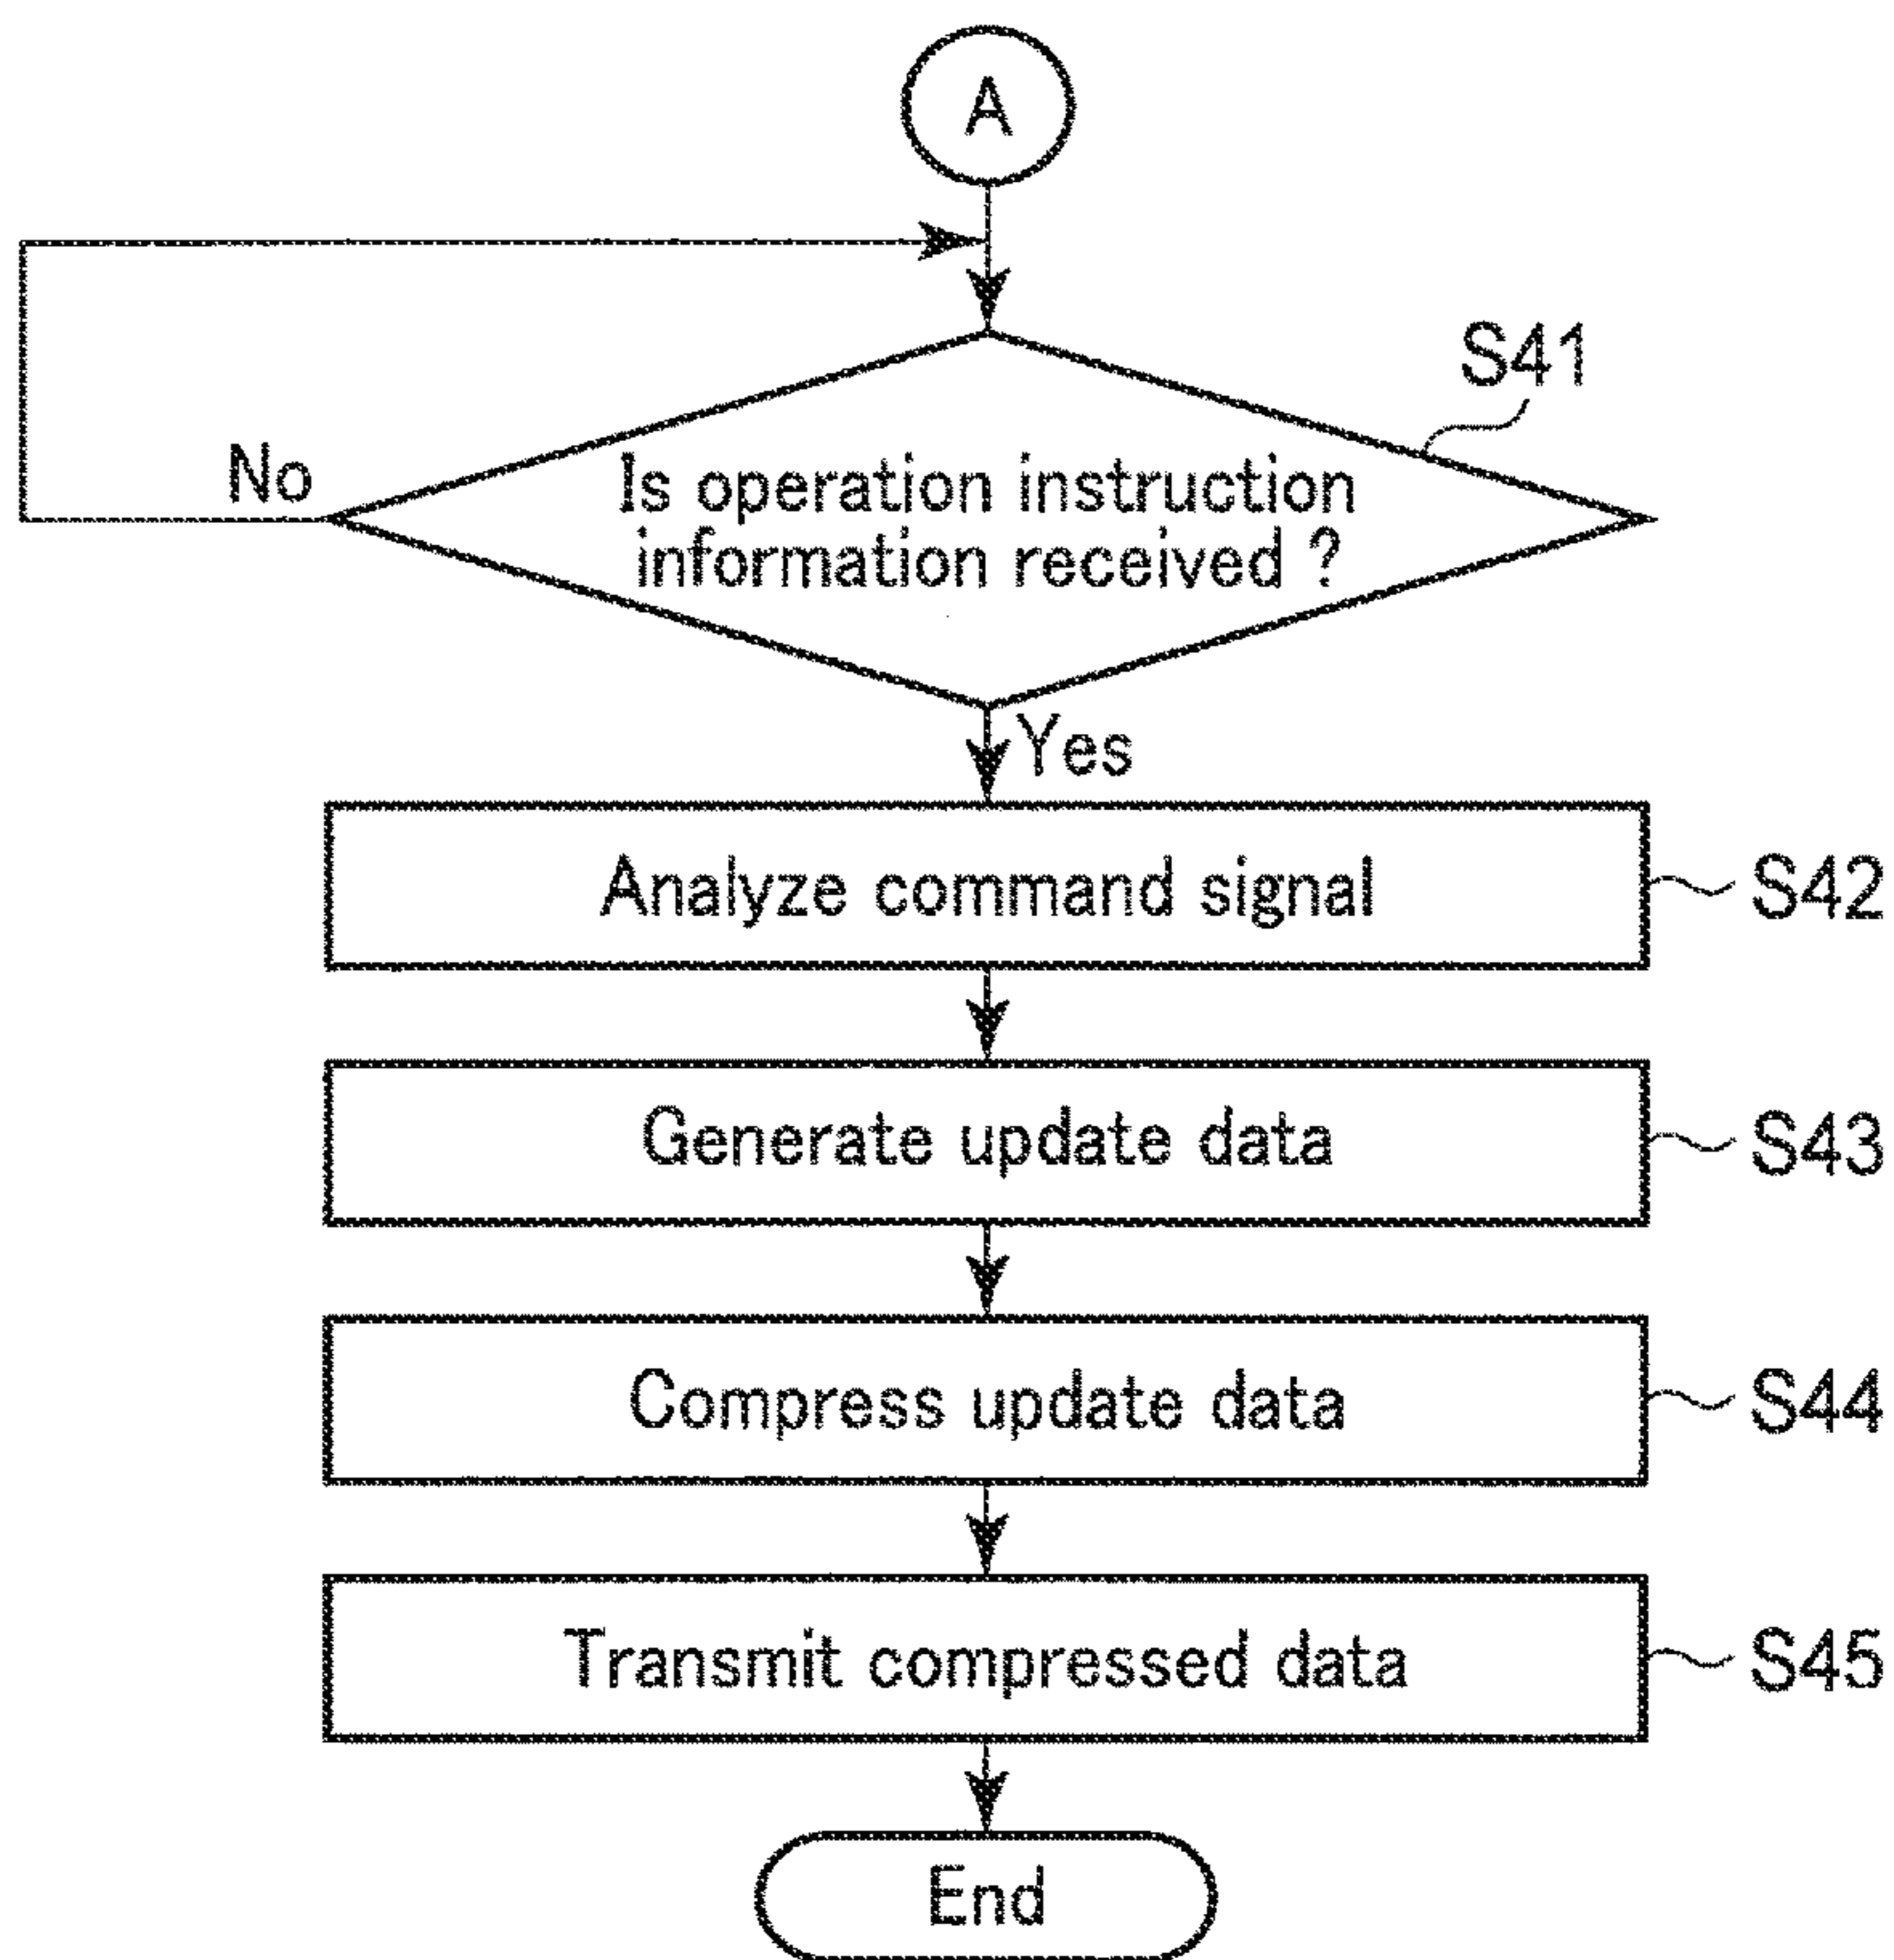 A
S41
No
Is operation instruction
information received ?
Yes
Analyze command signal
S42
Generate update data
S43
Compress update data
S44
Transmit compressed data
S45
End